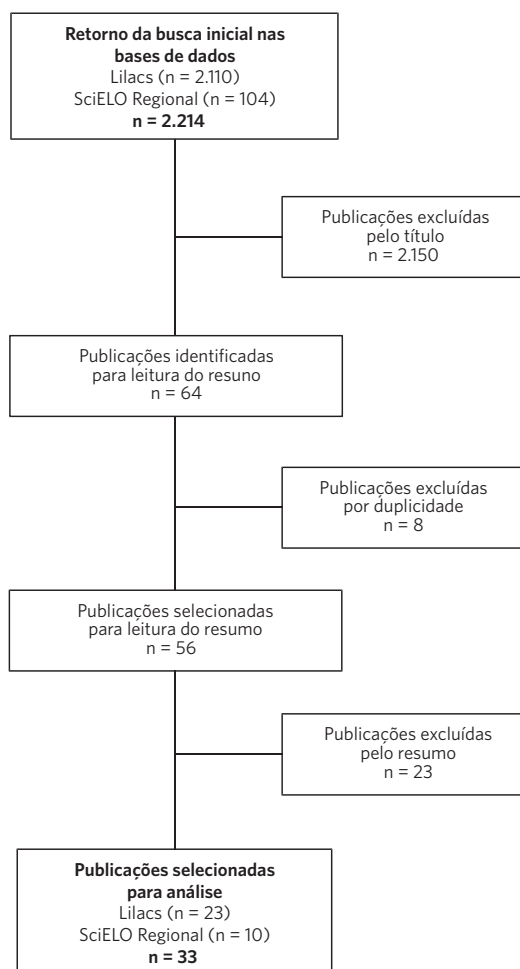 Retorno da busca inicial nas
bases de dados
Lilacs (n = 2.110)
SciELO Regional (n = 104)
n = 2.214
Publicações excluídas
pelo título
n = 2.150
Publicações identificadas
para leitura do resuno
n = 64
Publicações excluídas
por duplicidade
n = 8
Publicações selecionadas
para leitura do resumo
n = 56
Publicações excluídas
pelo resumo
n = 23
Publicações selecionadas
para análise
Lilacs (n = 23)
SciELO Regional (n = 10)
n = 33